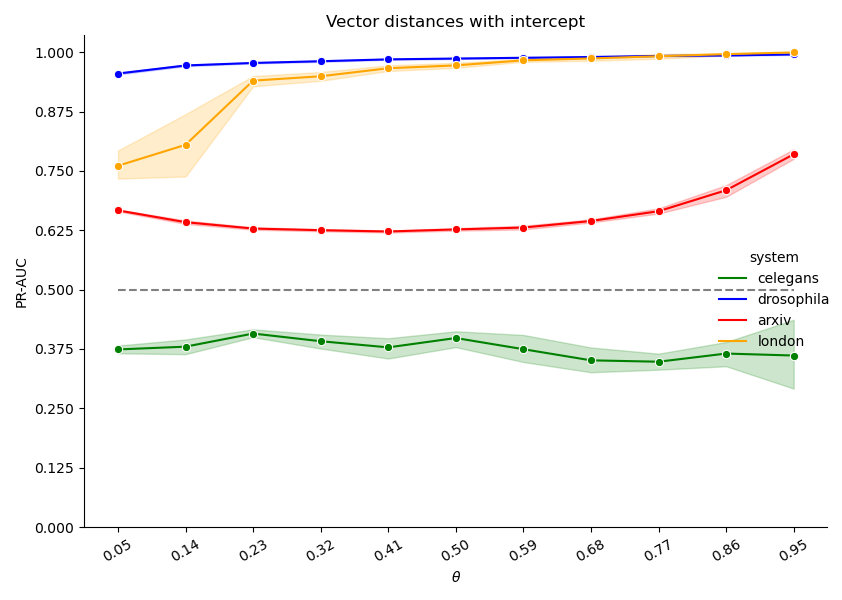 Vector distances with intercept
PR-AUC
1.000
0.875
0.750
0.625
0.500
0.375
0.250
0.125
0.000
system
celegans
drosophila
arxiv
london
0.05
0.14
0.23
0.32
0.41
0.50
0.59
0.68
0.77
0.86
0.95
θ